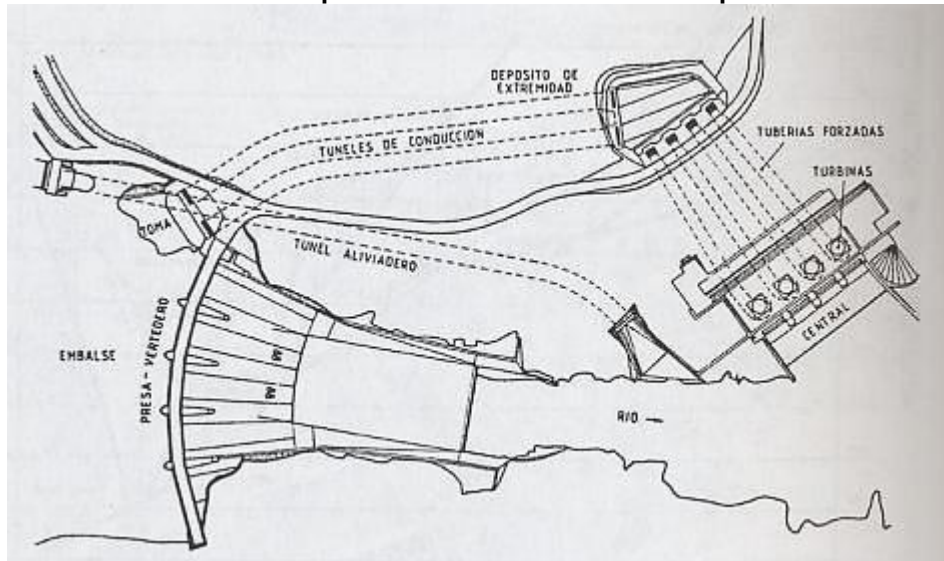 DEPOSITO DE
EXTREMIDAD
TUNELES DE CONDUCCION
TUBERIAS FORZADAS
TURBINAS
TOMA
TUNEL ALIVIADERO
PRESA-VERTEDERO
EMBALSE
CENTRAL
RIO